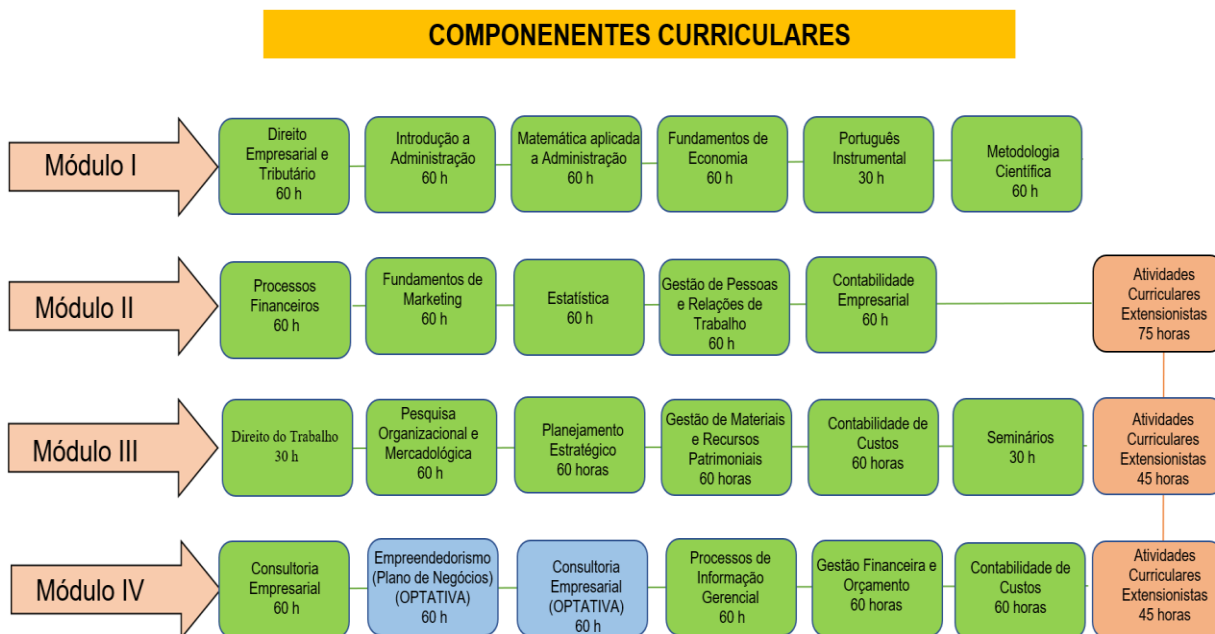 COMPONENENTES CURRICULARES
Módulo I
Direito
Empresarial e
Tributário
60 h
Introdução a
Administração
60 h
Matemática aplicada
a Administração
60 h
Fundamentos de
Economia
60 h
Português
Instrumental
30 h
Metodologia
Científica
60 h
Módulo II
Processos
Financeiros
60 h
Fundamentos de
Marketing
60 h
Estatística
60 h
Gestão de Pessoas
e Relações de
Trabalho
60 h
Contabilidade
Empresarial
60 h
Atividades
Curriculares
Extensionistas
75 horas
Módulo III
Direito do Trabalho
30 h
Pesquisa
Organizacional e
Mercadológica
60 h
Planejamento
Estratégico
60 horas
Gestão de Materiais
e Recursos
Patrimoniais
60 horas
Contabilidade de
Custos
60 horas
Seminários
30 h
Atividades
Curriculares
Extensionistas
45 horas
Módulo IV
Consultoria
Empresarial
60 h
Empreendedorismo
(Plano de Negócios)
(OPTATIVA)
60 h
Consultoria
Empresarial
(OPTATIVA)
60 h
Processos de
Informação
Gerencial
60 h
Gestão Financeira e
Orçamento
60 horas
Contabilidade de
Custos
60 horas
Atividades
Curriculares
Extensionistas
45 horas